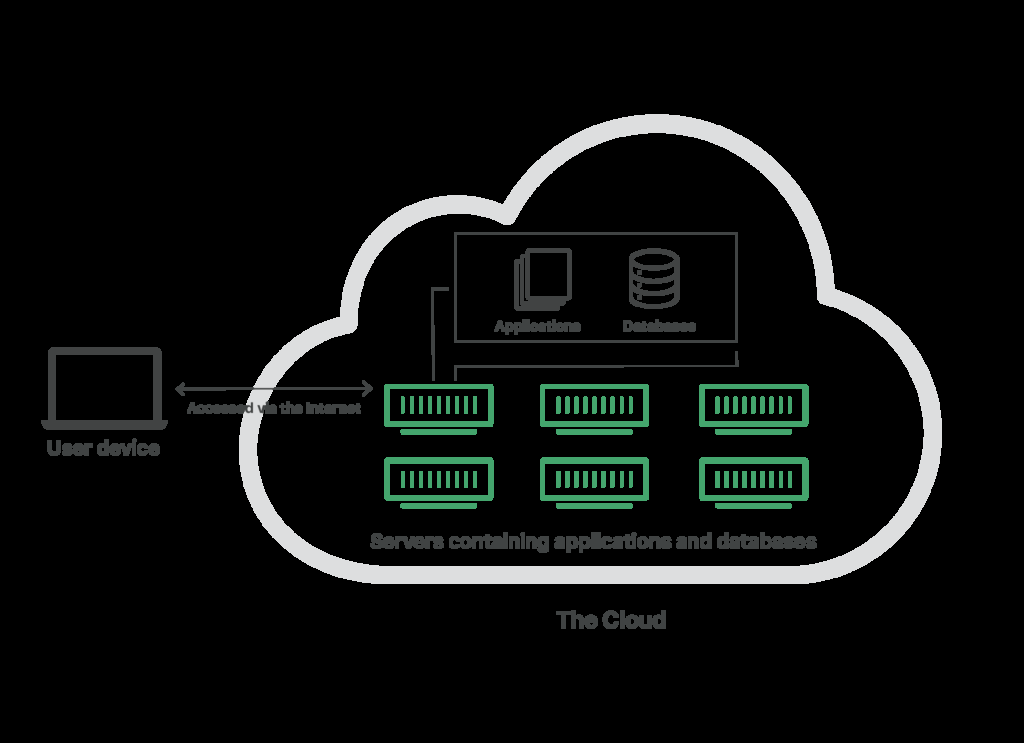 Applications
Databases
Accessed via the Internet
User device
Servers containing applications and databases
The Cloud